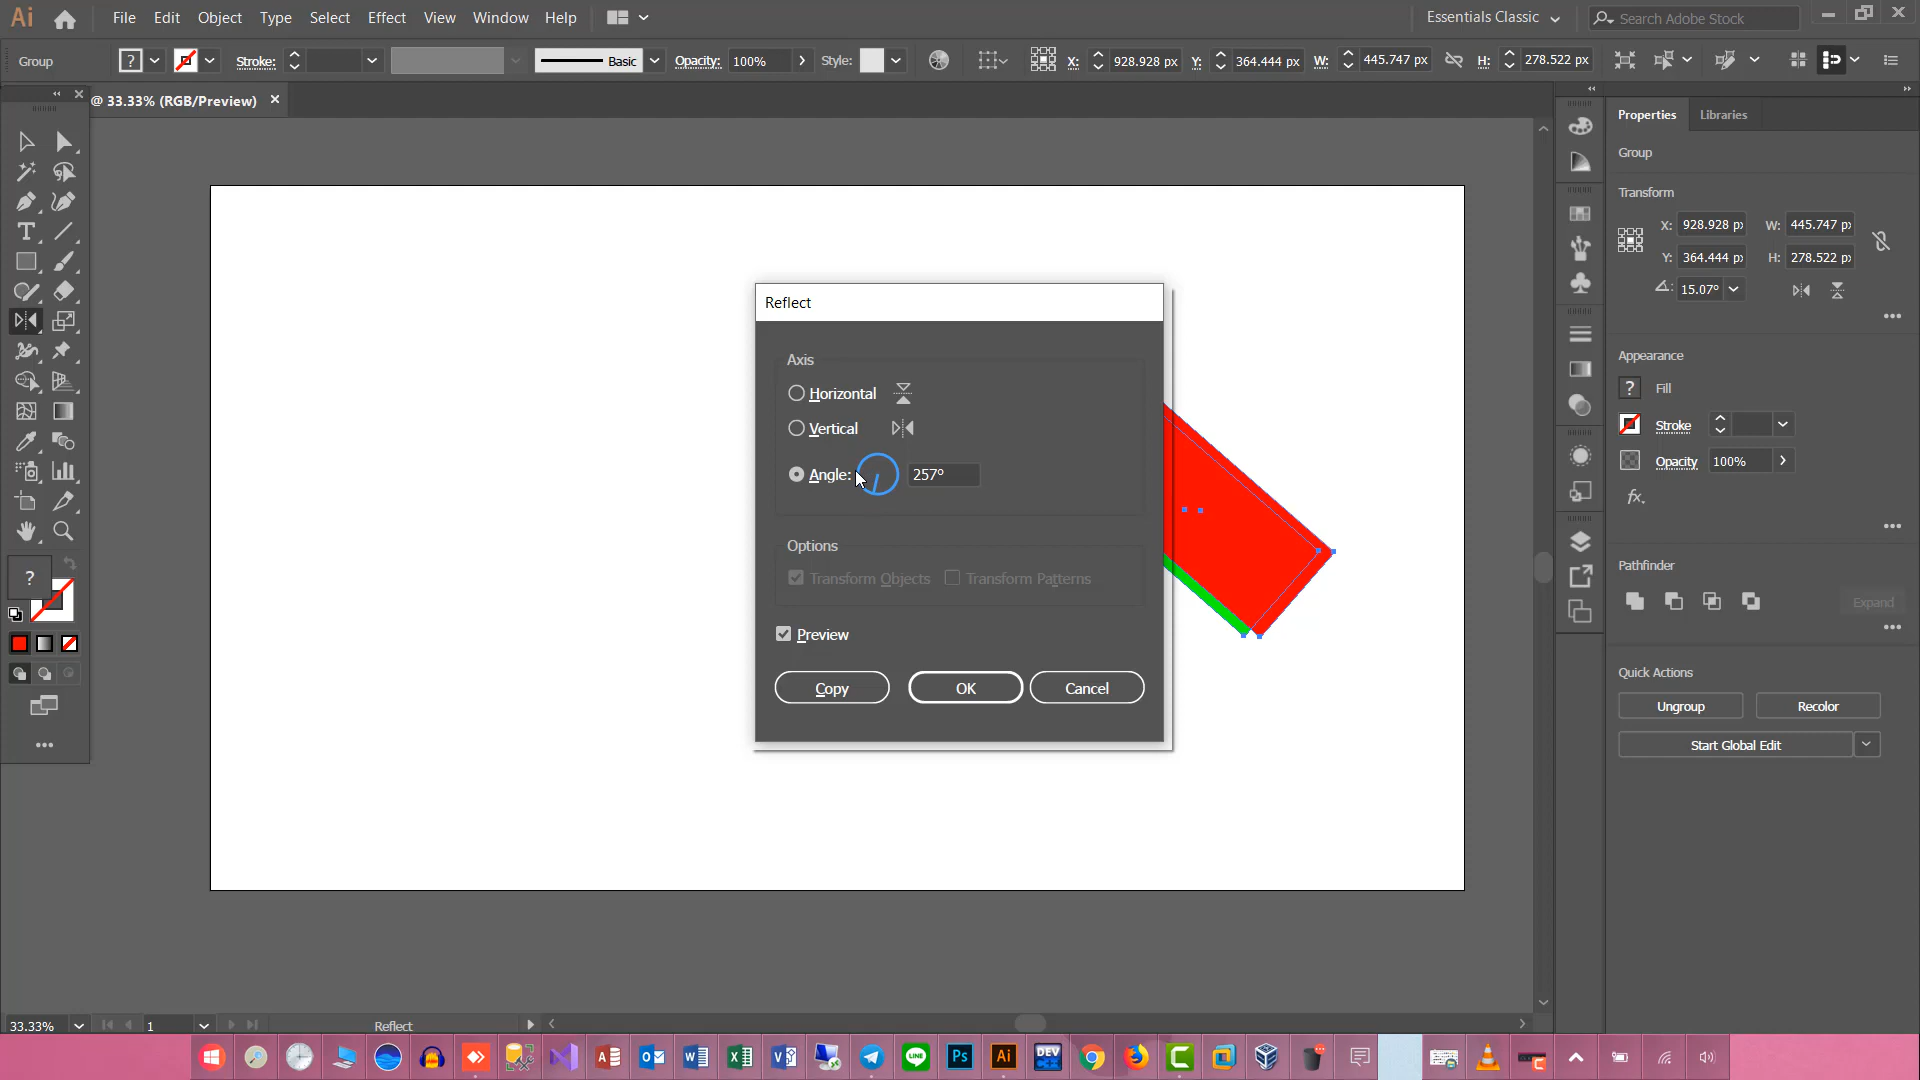 Ai File Edit Object Type Select Effect View Window Help Essentials Classic Search Adobe Stock
Group ? Stroke: Basic Opacity: 100% Style: X: 928.928 px Y: 364.444 px W: 445.747 px H: 278.522 px
@ 33.33% (RGB/Preview)
Properties Libraries
Group
Transform
X: 928.928 p W: 445.747 p
Y: 364.444 p H: 278.522 p
15.07°
Appearance
? Fill
Stroke
Opacity 100%
fx.
Pathfinder
Expand
Quick Actions
Ungroup Recolor
Start Global Edit
Reflect
Axis
Horizontal
Vertical
Angle: 257°
Options
Transform Objects Transform Patterns
Preview
Copy OK Cancel
T
?
33.33% 1 Reflect
LINE Ps Ai DEV